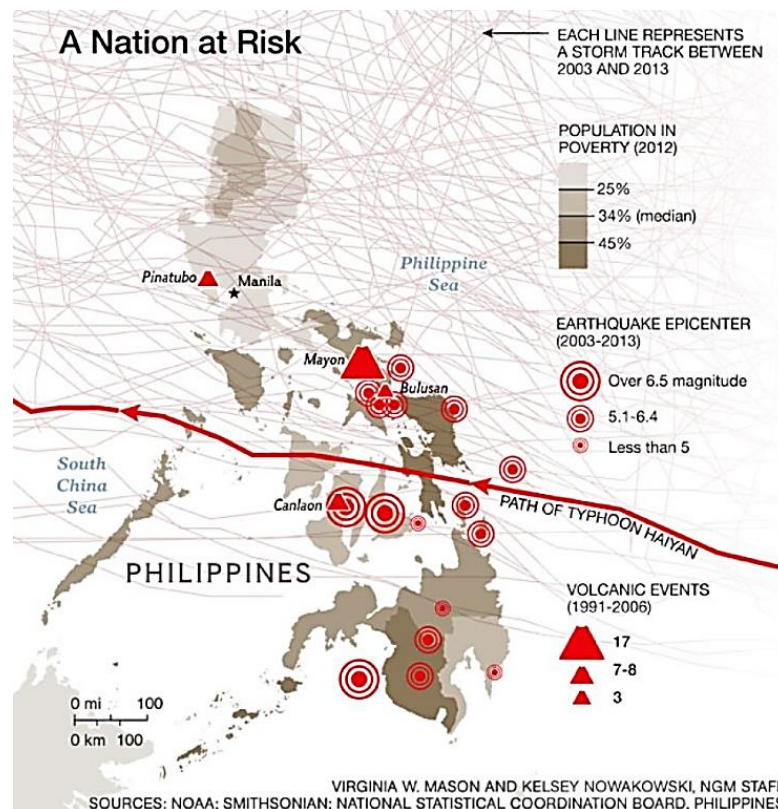 A Nation at Risk
EACH LINE REPRESENTS
A STORM TRACK BETWEEN
2003 AND 2013
POPULATION IN
POVERTY (2012)
25%
34% (median)
45%
Philippine
Sea
Pinatubo
Manila
EARTHQUAKE EPICENTER
(2003-2013)
Over 6.5 magnitude
5.1-6.4
Less than 5
Mayon
Bulusan
South
China
Sea
Canlaon
PATH OF TYPHOON HAIYAN
PHILIPPINES
VOLCANIC EVENTS
(1991-2006)
17
7-8
3
0 mi 100
0 km 100
VIRGINIA W. MASON AND KELSEY NOWAKOWSKI, NGM STAFF
SOURCES: NOAA; SMITHSONIAN; NATIONAL STATISTICAL COORDINATION BOARD, PHILIPPINES